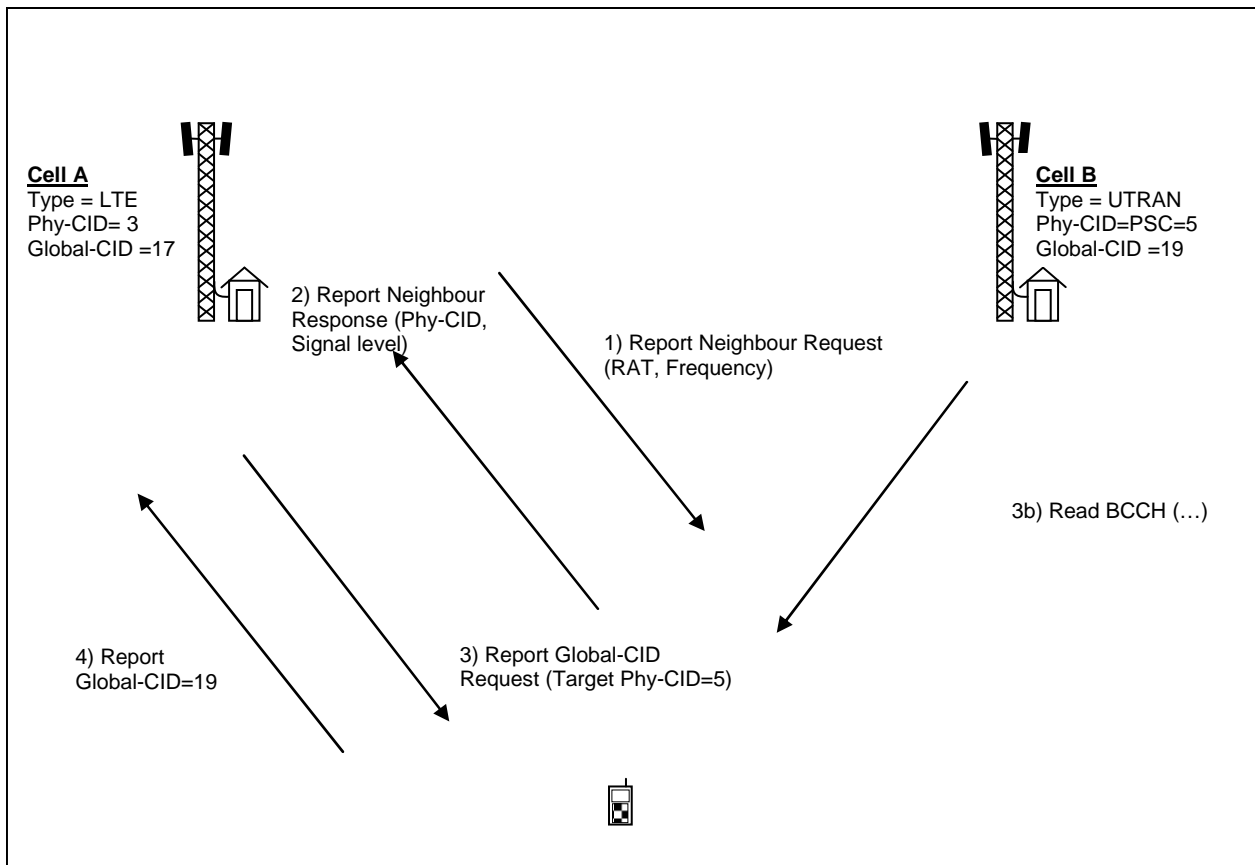 Cell A
Type = LTE
Phy-CID= 3
Global-CID =17
Cell B
Type = UTRAN
Phy-CID=PSC=5
Global-CID =19
2) Report Neighbour
Response (Phy-CID,
Signal level)
1) Report Neighbour Request
(RAT, Frequency)
3b) Read BCCH (…)
4) Report
Global-CID=19
3) Report Global-CID
Request (Target Phy-CID=5)